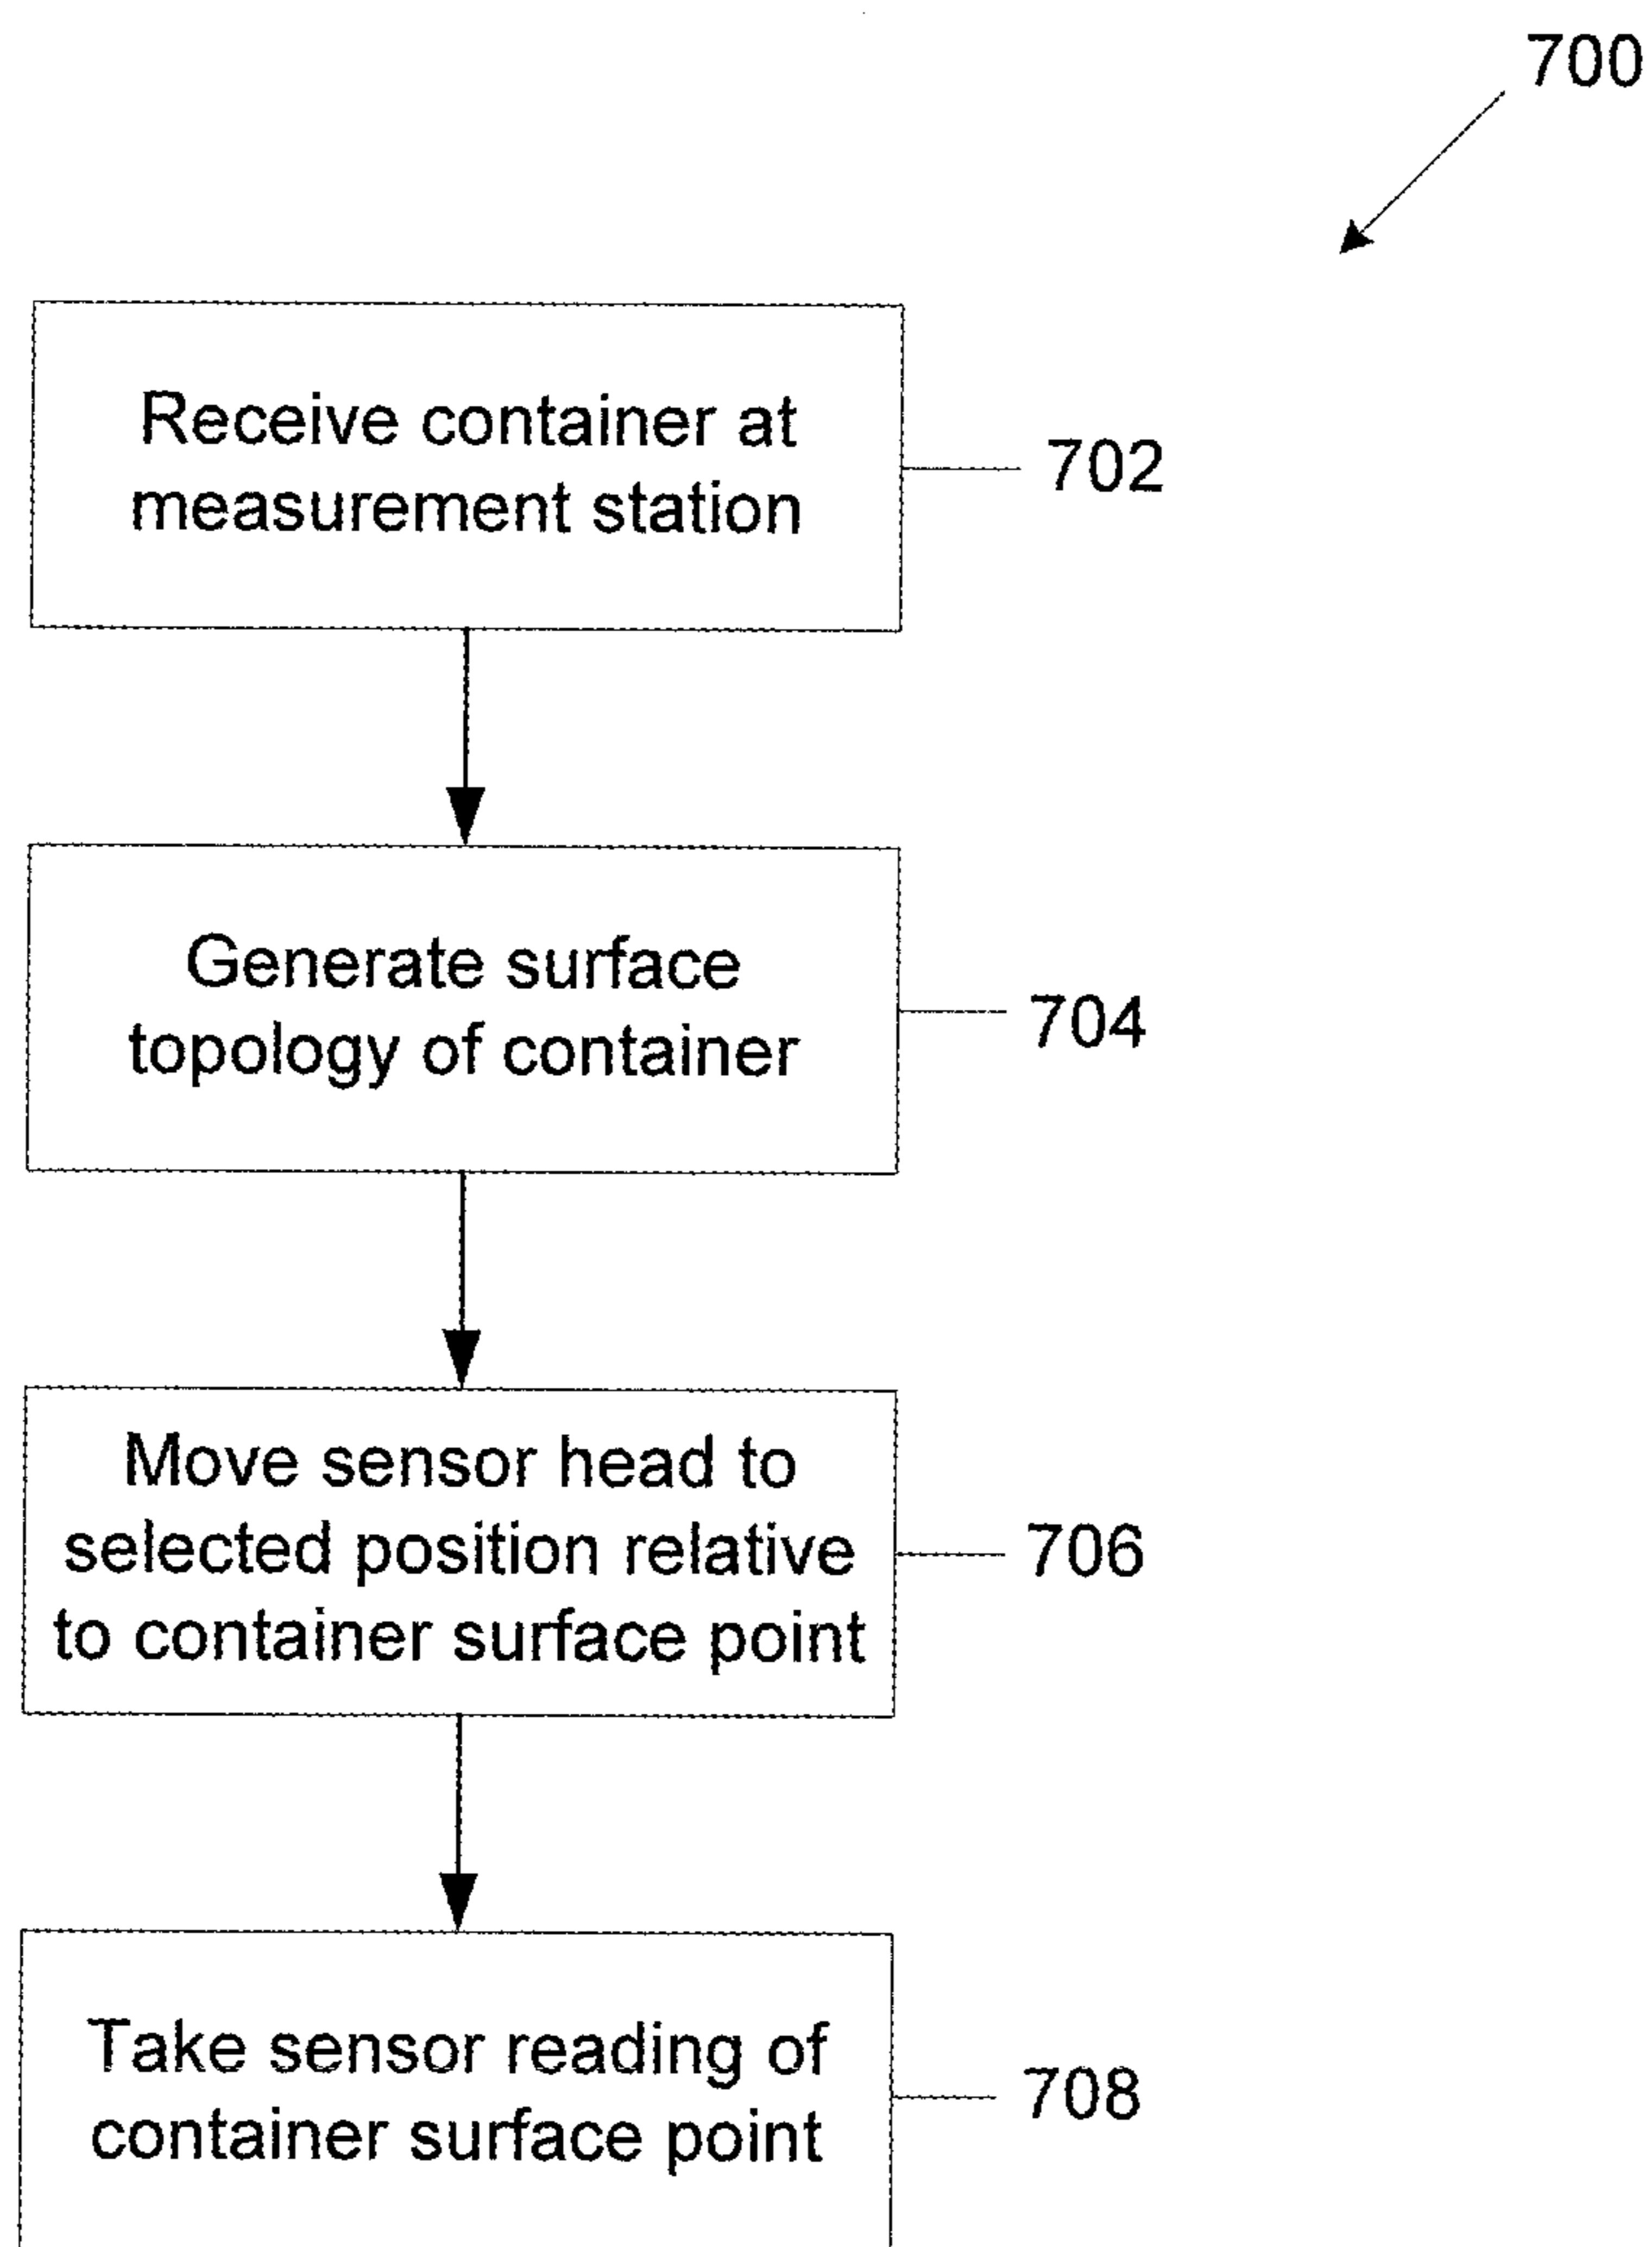 700
Receive container at
measurement station
702
Generate surface
topology of container
704
Move sensor head to
selected position relative
to container surface point
706
Take sensor reading of
container surface point
708